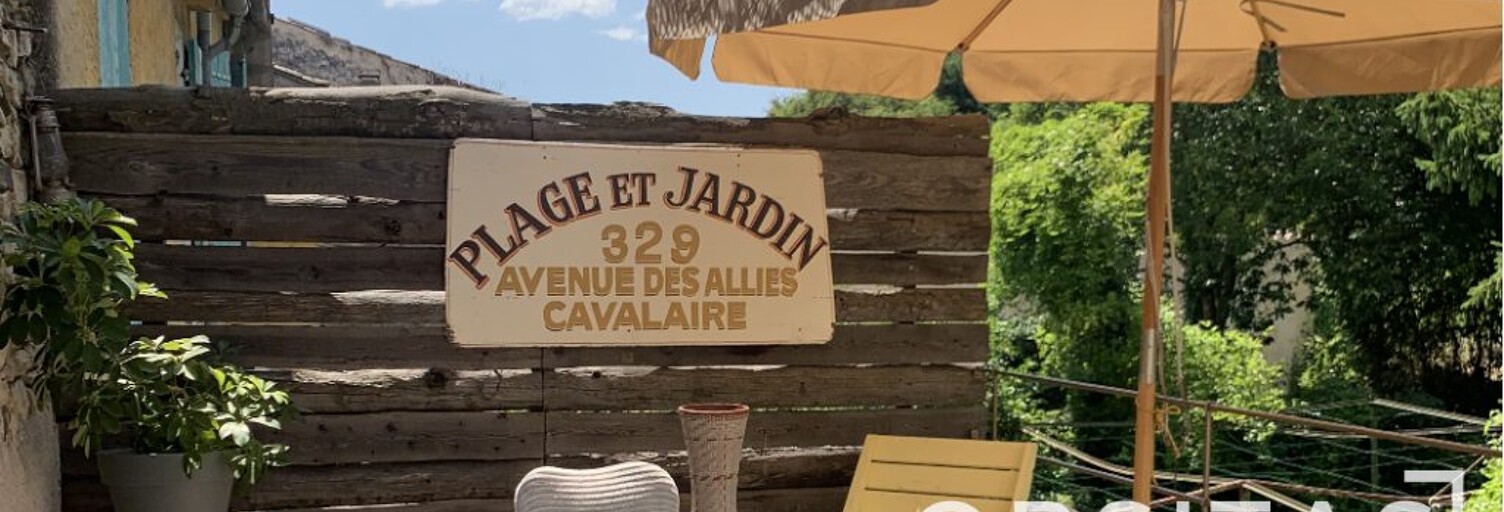 PLAGE ET JARDIN
329
AVENUE DES ALLIES
CAVALAIRE